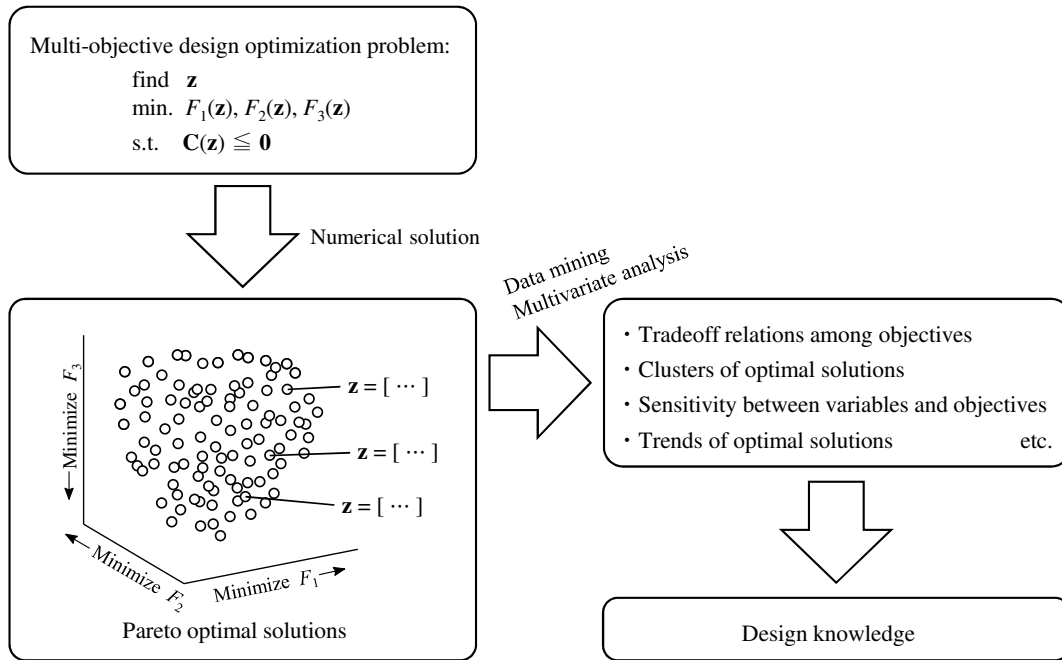 Multi-objective design optimization problem:
find z
min. F₁(z), F₂(z), F₃(z)
s.t. C(z) ≦ 0
Numerical solution
Data mining
Multivariate analysis
Minimize F₃
z = [ ⋯ ]
z = [ ⋯ ]
z = [ ⋯ ]
Minimize F₂
Minimize F₁
Pareto optimal solutions
・Tradeoff relations among objectives
・Clusters of optimal solutions
・Sensitivity between variables and objectives
・Trends of optimal solutions etc.
Design knowledge